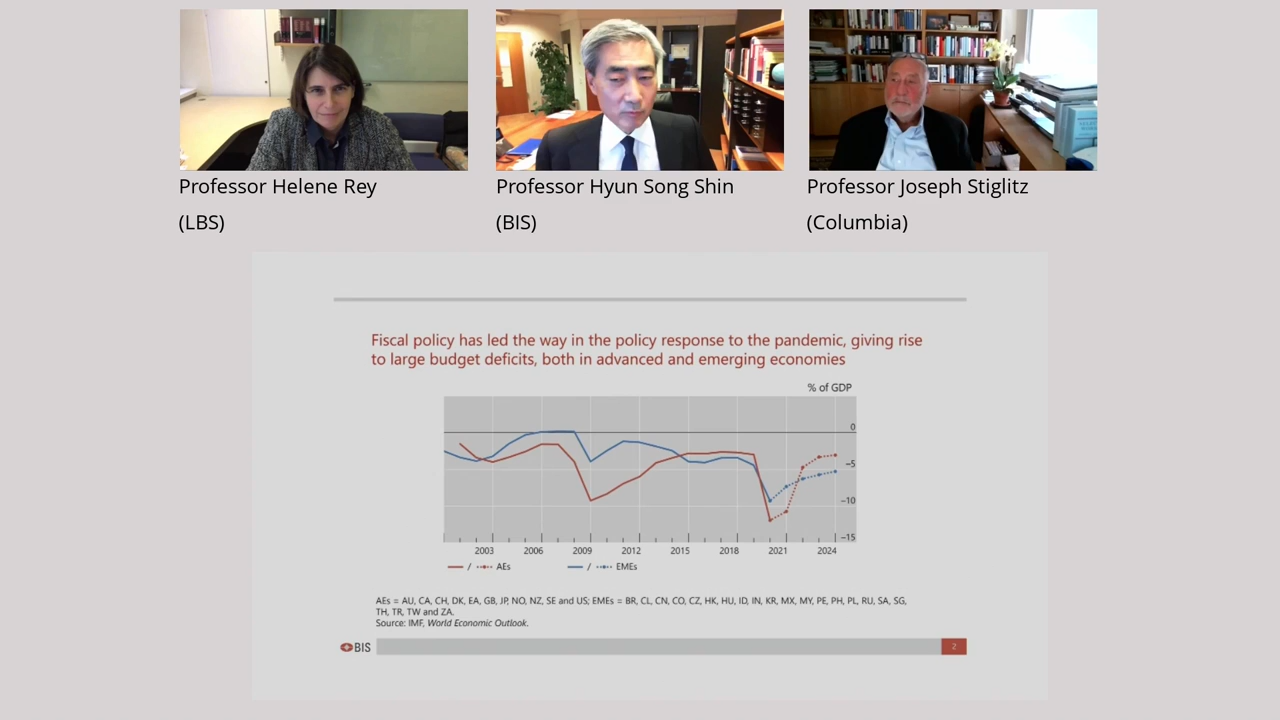 Professor Helene Rey
(LBS)
Professor Hyun Song Shin
(BIS)
Professor Joseph Stiglitz
(Columbia)
Fiscal policy has led the way in the policy response to the pandemic, giving rise
to large budget deficits, both in advanced and emerging economies
% of GDP
0
–5
–10
–15
2003 2006 2009 2012 2015 2018 2021 2024
/ AEs / EMEs
AEs = AU, CA, CH, DK, EA, GB, JP, NO, NZ, SE and US; EMEs = BR, CL, CN, CO, CZ, HK, HU, ID, IN, KR, MX, MY, PE, PH, PL, RU, SA, SG,
TH, TR, TW and ZA.
Source: IMF, World Economic Outlook.
BIS
2